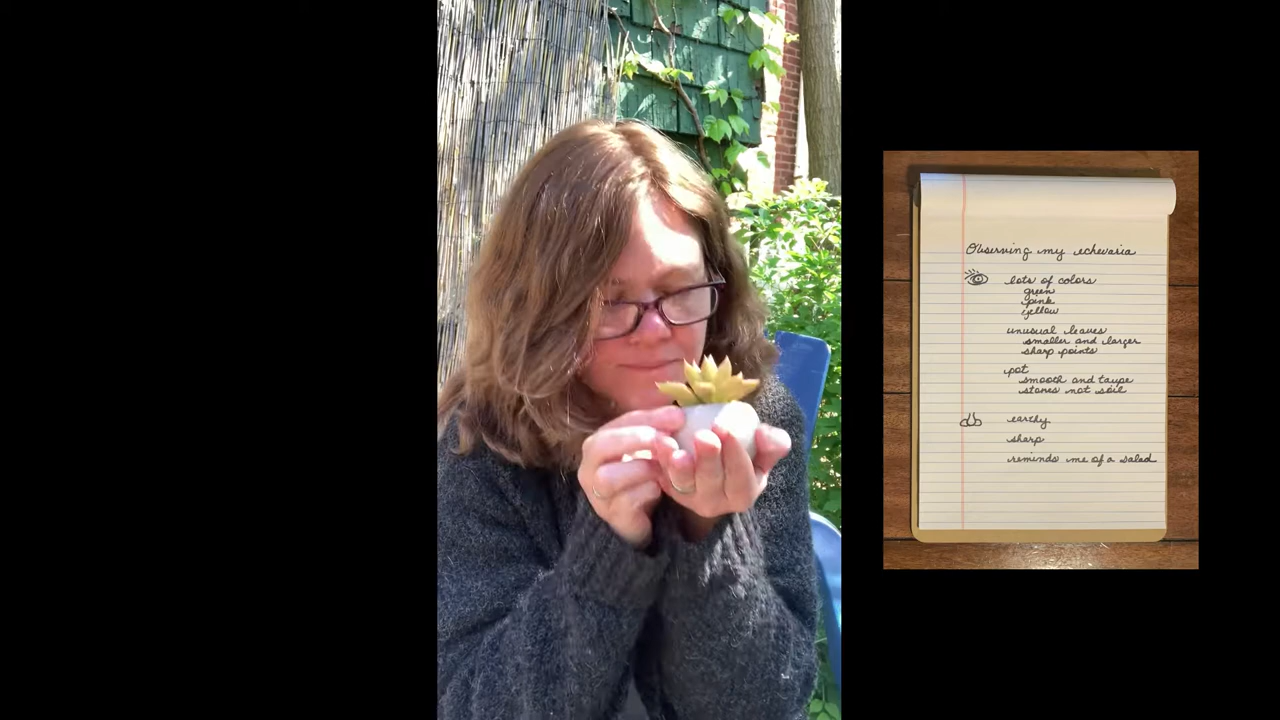 Observing my echevaria
lots of colors
green
pink
yellow
unusual leaves
smaller and larger
sharp points
pot
smooth and taupe
stones not soil
earthy
sharp
reminds me of a salad